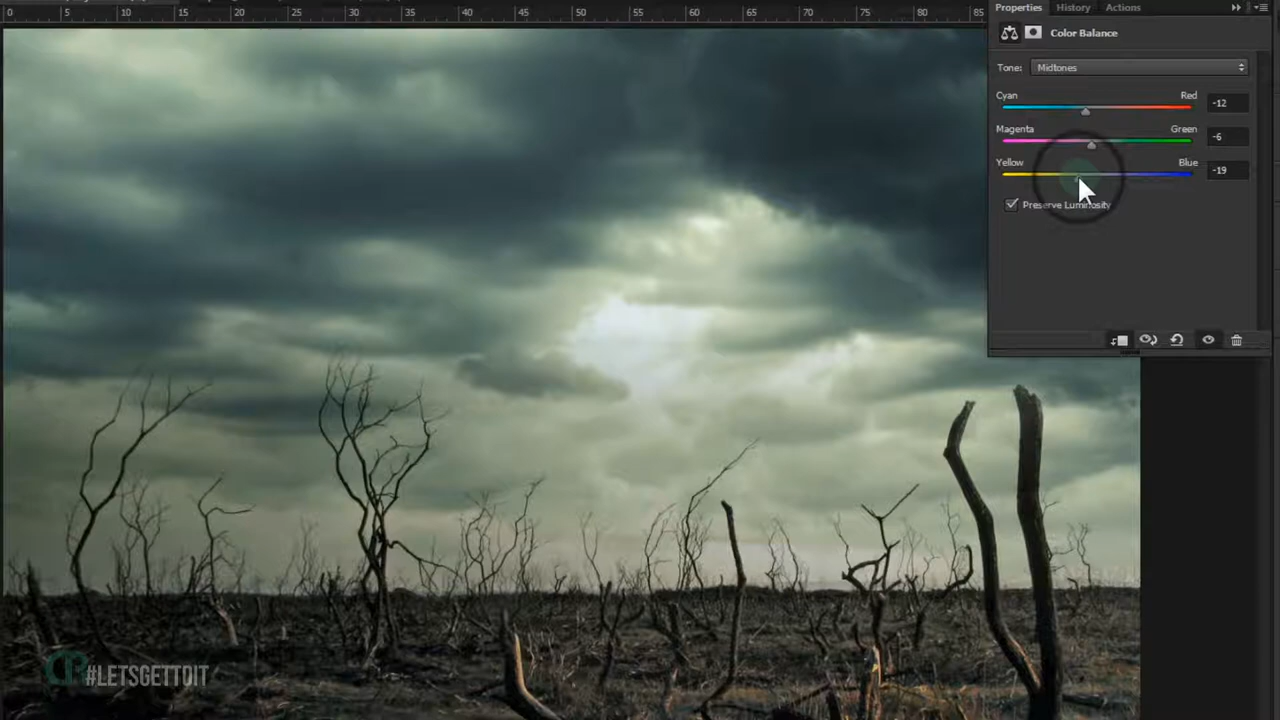 0 5 10 15 20 25 30 35 40 45 50 55 60 65 70 75 80 85
Properties History Actions
Color Balance
Tone: Midtones
Cyan Red -12
Magenta Green -6
Yellow Blue -19
Preserve Luminosity
#LETSGETTOIT